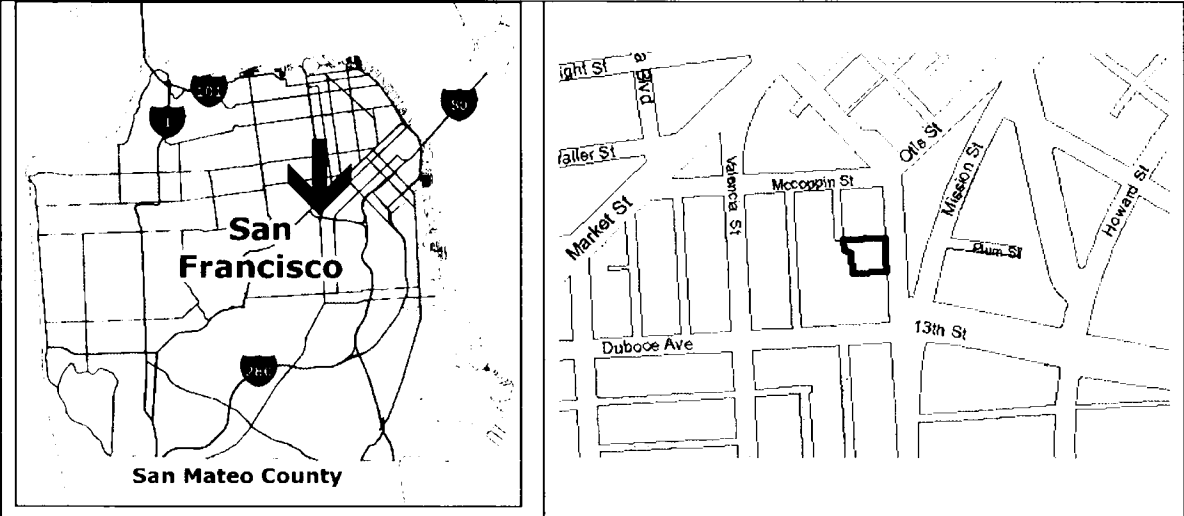 101
1
80
San
Francisco
280
San Mateo County
ight St
a Blvd
aller St
Market St
Valencia St
Mccoppin St
Otis St
Mission St
Howard St
Plum St
13th St
Duboce Ave